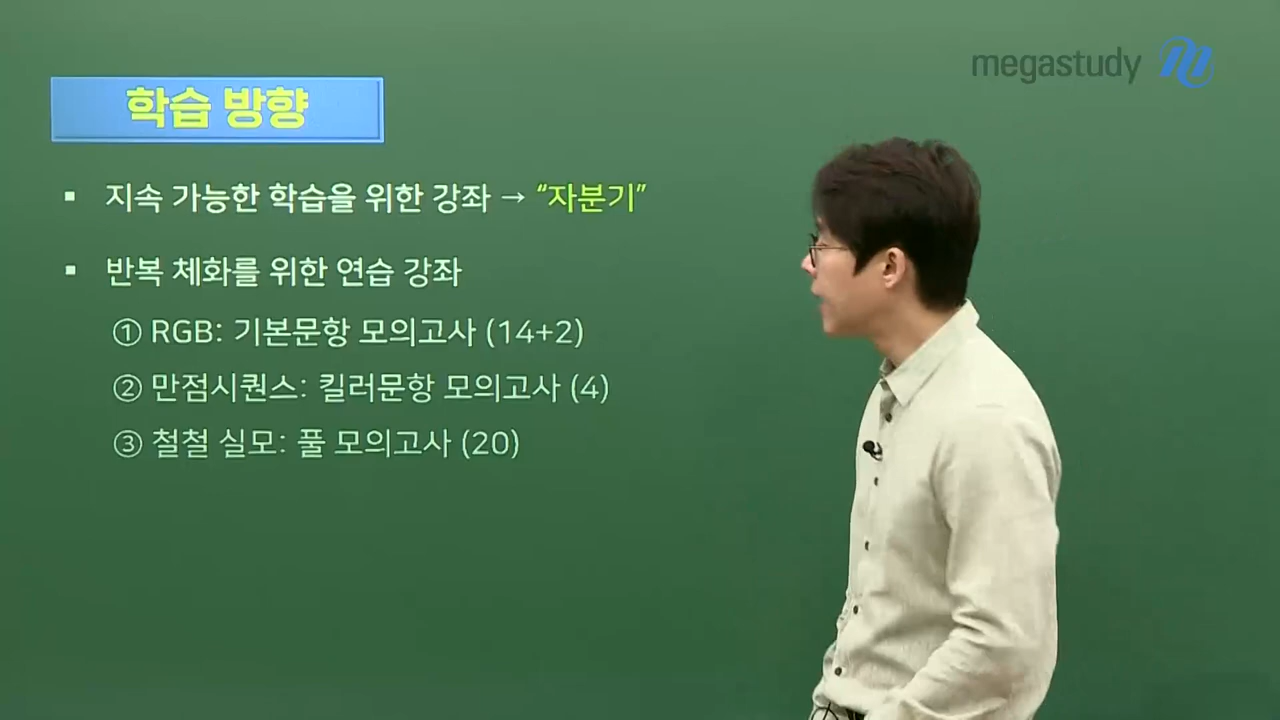 megastudy
학습 방향
▪ 지속 가능한 학습을 위한 강좌 → “자분기”
▪ 반복 체화를 위한 연습 강좌
① RGB: 기본문항 모의고사 (14+2)
② 만점시퀀스: 킬러문항 모의고사 (4)
③ 철철 실모: 풀 모의고사 (20)